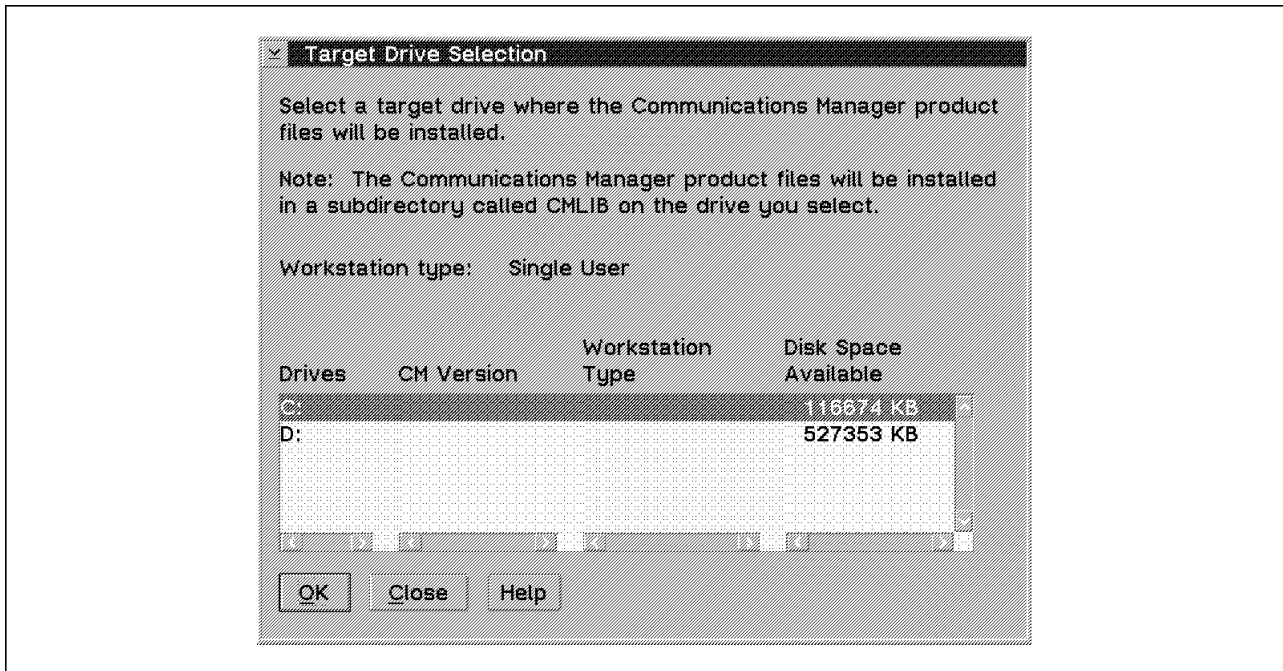 Target Drive Selection
Select a target drive where the Communications Manager product
files will be installed.
Note: The Communications Manager product files will be installed
in a subdirectory called CMLIB on the drive you select.
Workstation type: Single User
Workstation Disk Space
Drives CM Version Type Available
C: 116674 KB
D: 527353 KB
OK Close Help